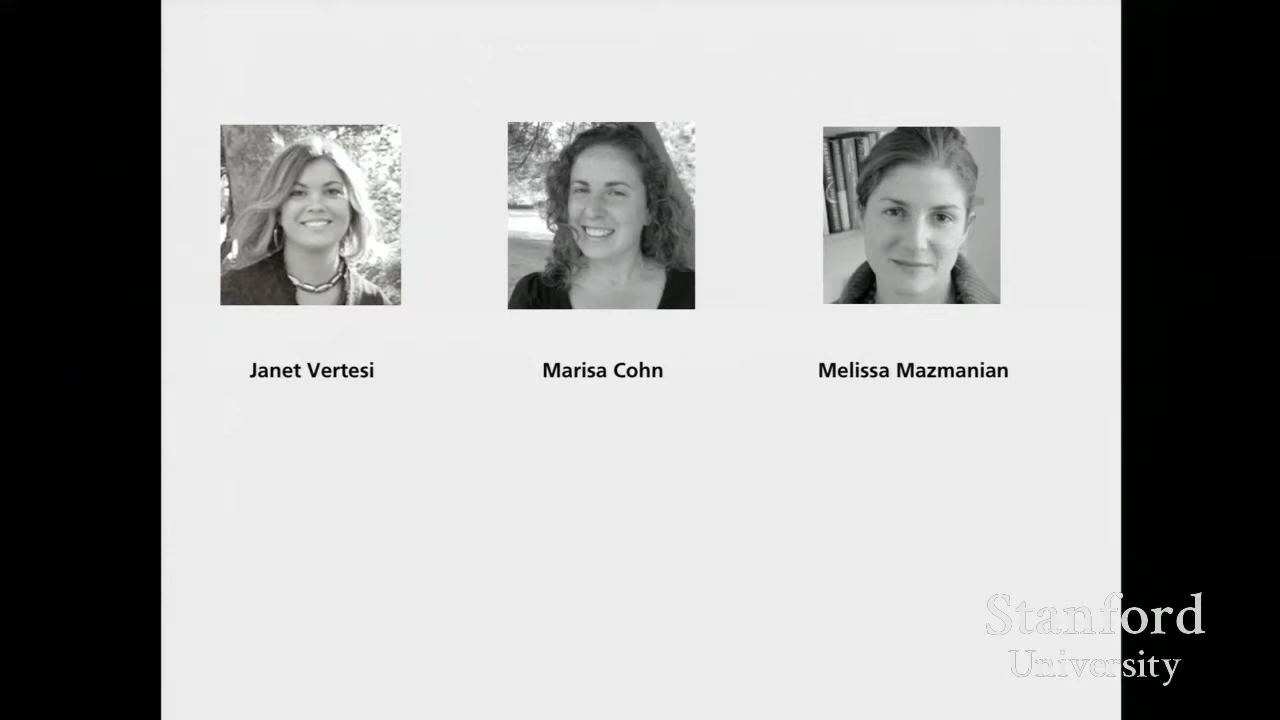 Janet Vertesi
Marisa Cohn
Melissa Mazmanian
Stanford
University